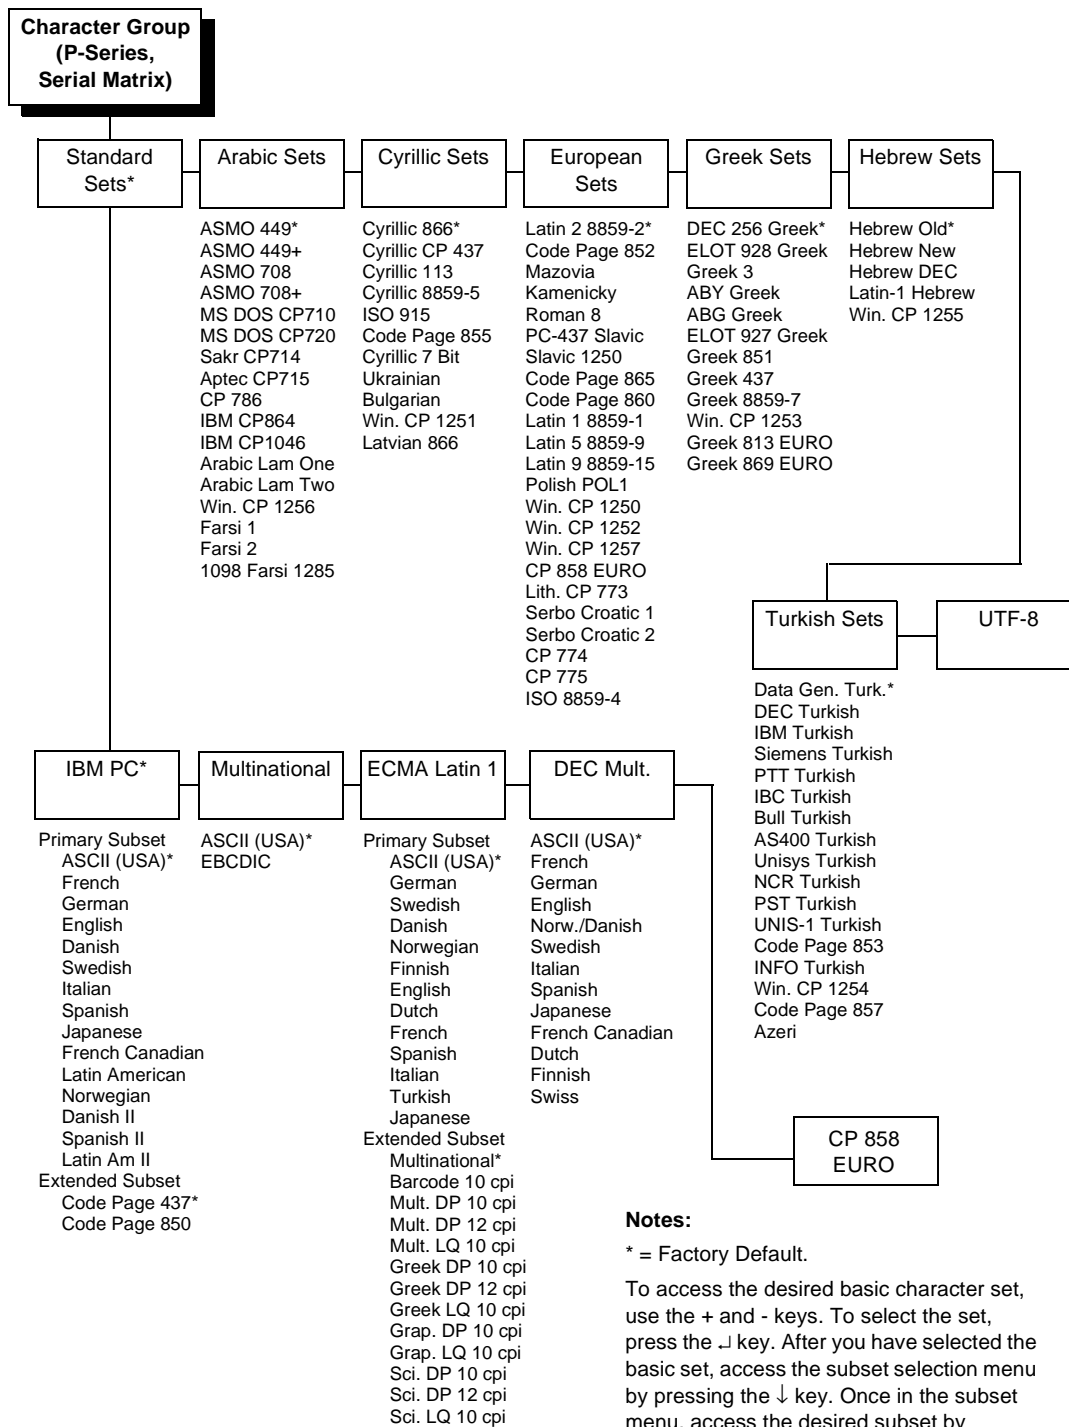 Character Group
(P-Series,
Serial Matrix)
Standard
Sets*
Arabic Sets
Cyrillic Sets
European
Sets
Greek Sets
Hebrew Sets
ASMO 449*
ASMO 449+
ASMO 708
ASMO 708+
MS DOS CP710
MS DOS CP720
Sakr CP714
Aptec CP715
CP 786
IBM CP864
IBM CP1046
Arabic Lam One
Arabic Lam Two
Win. CP 1256
Farsi 1
Farsi 2
1098 Farsi 1285
Cyrillic 866*
Cyrillic CP 437
Cyrillic 113
Cyrillic 8859-5
ISO 915
Code Page 855
Cyrillic 7 Bit
Ukrainian
Bulgarian
Win. CP 1251
Latvian 866
Latin 2 8859-2*
Code Page 852
Mazovia
Kamenicky
Roman 8
PC-437 Slavic
Slavic 1250
Code Page 865
Code Page 860
Latin 1 8859-1
Latin 5 8859-9
Latin 9 8859-15
Polish POL1
Win. CP 1250
Win. CP 1252
Win. CP 1257
CP 858 EURO
Lith. CP 773
Serbo Croatic 1
Serbo Croatic 2
CP 774
CP 775
ISO 8859-4
DEC 256 Greek*
ELOT 928 Greek
Greek 3
ABY Greek
ABG Greek
ELOT 927 Greek
Greek 851
Greek 437
Greek 8859-7
Win. CP 1253
Greek 813 EURO
Greek 869 EURO
Hebrew Old*
Hebrew New
Hebrew DEC
Latin-1 Hebrew
Win. CP 1255
Turkish Sets
UTF-8
Data Gen. Turk.*
DEC Turkish
IBM Turkish
Siemens Turkish
PTT Turkish
IBC Turkish
Bull Turkish
AS400 Turkish
Unisys Turkish
NCR Turkish
PST Turkish
UNIS-1 Turkish
Code Page 853
INFO Turkish
Win. CP 1254
Code Page 857
Azeri
IBM PC*
Multinational
ECMA Latin 1
DEC Mult.
Primary Subset
ASCII (USA)*
French
German
English
Danish
Swedish
Italian
Spanish
Japanese
French Canadian
Latin American
Norwegian
Danish II
Spanish II
Latin Am II
Extended Subset
Code Page 437*
Code Page 850
ASCII (USA)*
EBCDIC
Primary Subset
ASCII (USA)*
German
Swedish
Danish
Norwegian
Finnish
English
Dutch
French
Spanish
Italian
Turkish
Japanese
Extended Subset
Multinational*
Barcode 10 cpi
Mult. DP 10 cpi
Mult. DP 12 cpi
Mult. LQ 10 cpi
Greek DP 10 cpi
Greek DP 12 cpi
Greek LQ 10 cpi
Grap. DP 10 cpi
Grap. LQ 10 cpi
Sci. DP 10 cpi
Sci. DP 12 cpi
Sci. LQ 10 cpi
ASCII (USA)*
French
German
English
Norw./Danish
Swedish
Italian
Spanish
Japanese
French Canadian
Dutch
Finnish
Swiss
CP 858
EURO
Notes:
* = Factory Default.
To access the desired basic character set,
use the + and - keys. To select the set,
press the ↵ key. After you have selected the
basic set, access the subset selection menu
by pressing the ↓ key. Once in the subset
menu, access the desired subset by